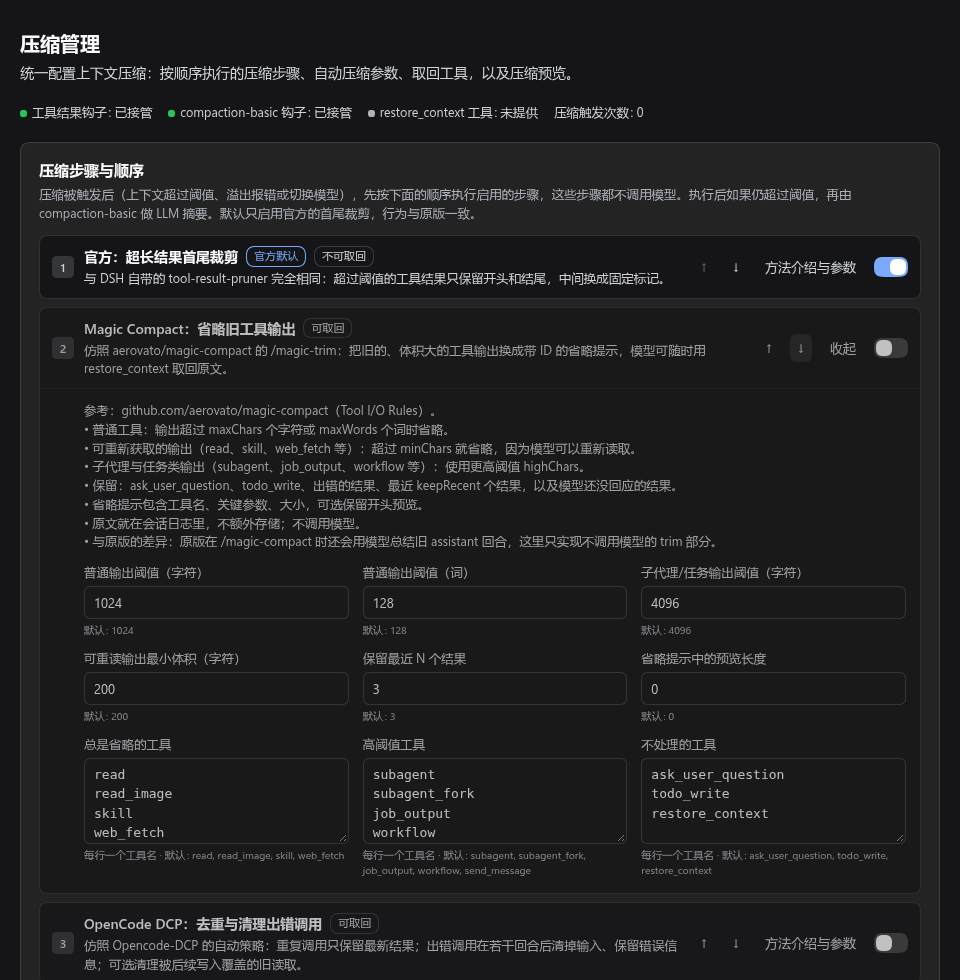 压缩管理
统一配置上下文压缩：按顺序执行的压缩步骤、自动压缩参数、取回工具，以及压缩预览。
工具结果钩子: 已接管 compaction-basic 钩子: 已接管 restore_context 工具: 未提供 压缩触发次数: 0
压缩步骤与顺序
压缩被触发后（上下文超过阈值、溢出报错或切换模型），先按下面的顺序执行启用的步骤，这些步骤都不调用模型。执行后如果仍超过阈值，再由
compaction-basic 做 LLM 摘要。默认只启用官方的首尾裁剪，行为与原版一致。
1 官方：超长结果首尾裁剪 官方默认 不可取回
与 DSH 自带的 tool-result-pruner 完全相同：超过阈值的工具结果只保留开头和结尾，中间换成固定标记。
↑ ↓ 方法介绍与参数
2 Magic Compact：省略旧工具输出 可取回
仿照 aerovato/magic-compact 的 /magic-trim：把旧的、体积大的工具输出换成带 ID 的省略提示，模型可随时用
restore_context 取回原文。
↑ ↓ 收起
参考：github.com/aerovato/magic-compact（Tool I/O Rules）。
• 普通工具：输出超过 maxChars 个字符或 maxWords 个词时省略。
• 可重新获取的输出（read、skill、web_fetch 等）：超过 minChars 就省略，因为模型可以重新读取。
• 子代理与任务类输出（subagent、job_output、workflow 等）：使用更高阈值 highChars。
• 保留：ask_user_question、todo_write、出错的结果、最近 keepRecent 个结果，以及模型还没回应的结果。
• 省略提示包含工具名、关键参数、大小，可选保留开头预览。
• 原文就在会话日志里，不额外存储；不调用模型。
• 与原版的差异：原版在 /magic-compact 时还会用模型总结旧 assistant 回合，这里只实现不调用模型的 trim 部分。
普通输出阈值（字符） 普通输出阈值（词） 子代理/任务输出阈值（字符）
1024 128 4096
默认: 1024 默认: 128 默认: 4096
可重读输出最小体积（字符） 保留最近 N 个结果 省略提示中的预览长度
200 3 0
默认: 200 默认: 3 默认: 0
总是省略的工具 高阈值工具 不处理的工具
read subagent ask_user_question
read_image subagent_fork todo_write
skill job_output restore_context
web_fetch workflow
每行一个工具名 · 默认: read, read_image, skill, web_fetch 每行一个工具名 · 默认: subagent, subagent_fork, 每行一个工具名 · 默认: ask_user_question, todo_write,
job_output, workflow, send_message restore_context
3 OpenCode DCP：去重与清理出错调用 可取回
仿照 Opencode-DCP 的自动策略：重复调用只保留最新结果；出错调用在若干回合后清掉输入、保留错误信
息；可选清理被后续写入覆盖的旧读取。
↑ ↓ 方法介绍与参数